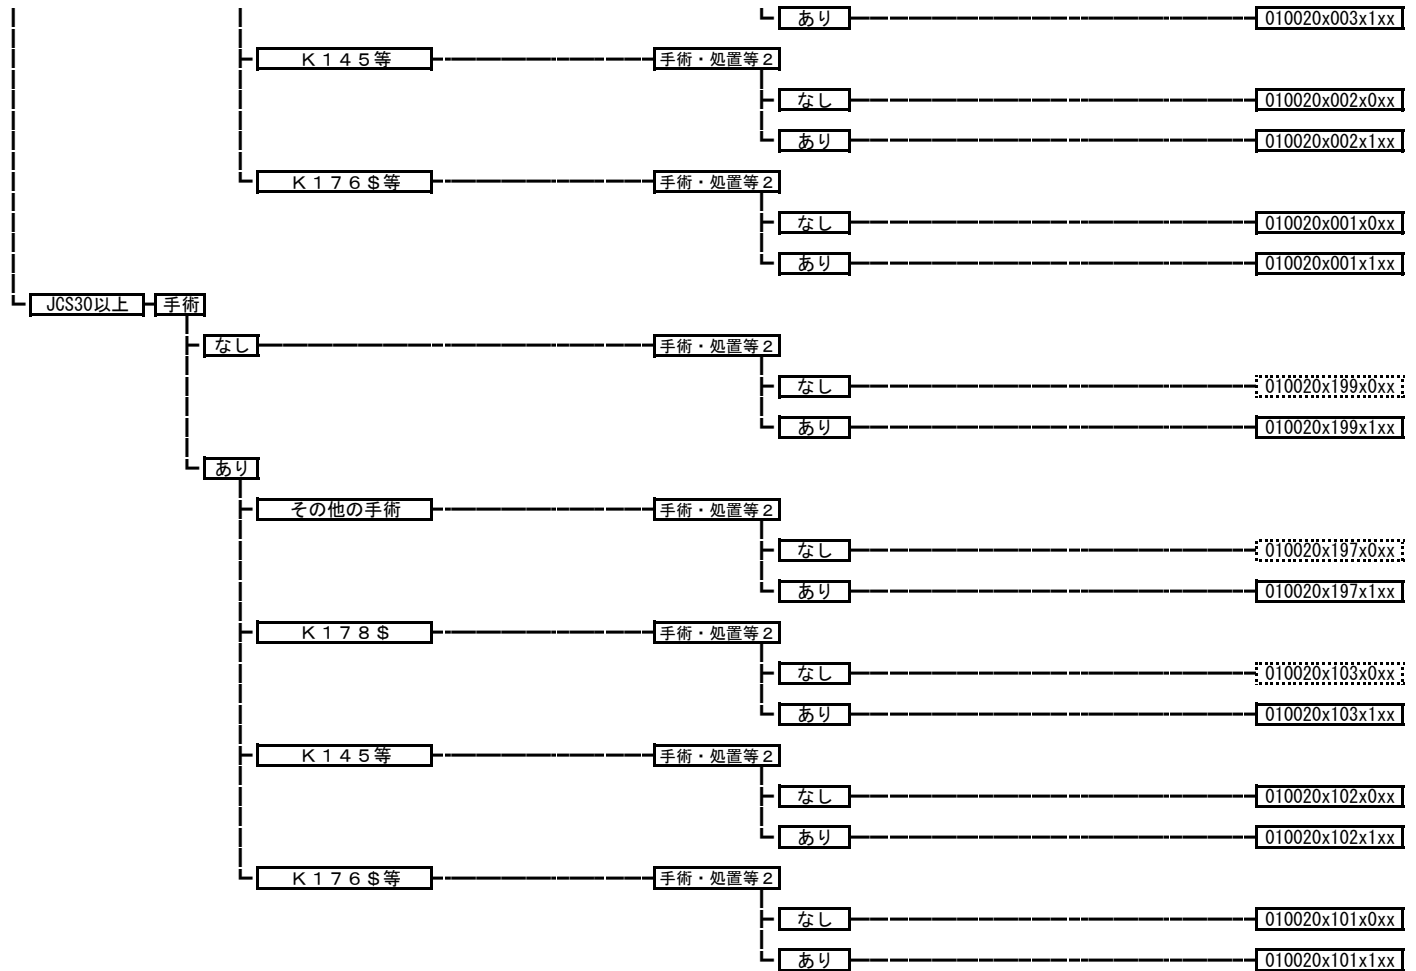 あり 010020x003x1xx
K145等 手術・処置等2
なし 010020x002x0xx
あり 010020x002x1xx
K176$等 手術・処置等2
なし 010020x001x0xx
あり 010020x001x1xx
JCS30以上 手術
なし 手術・処置等2
なし 010020x199x0xx
あり 010020x199x1xx
あり
その他の手術 手術・処置等2
なし 010020x197x0xx
あり 010020x197x1xx
K178$ 手術・処置等2
なし 010020x103x0xx
あり 010020x103x1xx
K145等 手術・処置等2
なし 010020x102x0xx
あり 010020x102x1xx
K176$等 手術・処置等2
なし 010020x101x0xx
あり 010020x101x1xx